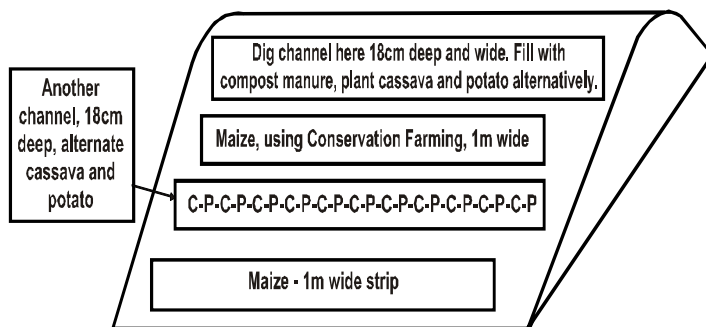 Dig channel here 18cm deep and wide. Fill with
compost manure, plant cassava and potato alternatively.
Another
channel, 18cm
deep, alternate
cassava and
potato
Maize, using Conservation Farming, 1m wide
C-P-C-P-C-P-C-P-C-P-C-P-C-P-C-P-C-P-C-P-C-P
Maize - 1m wide strip